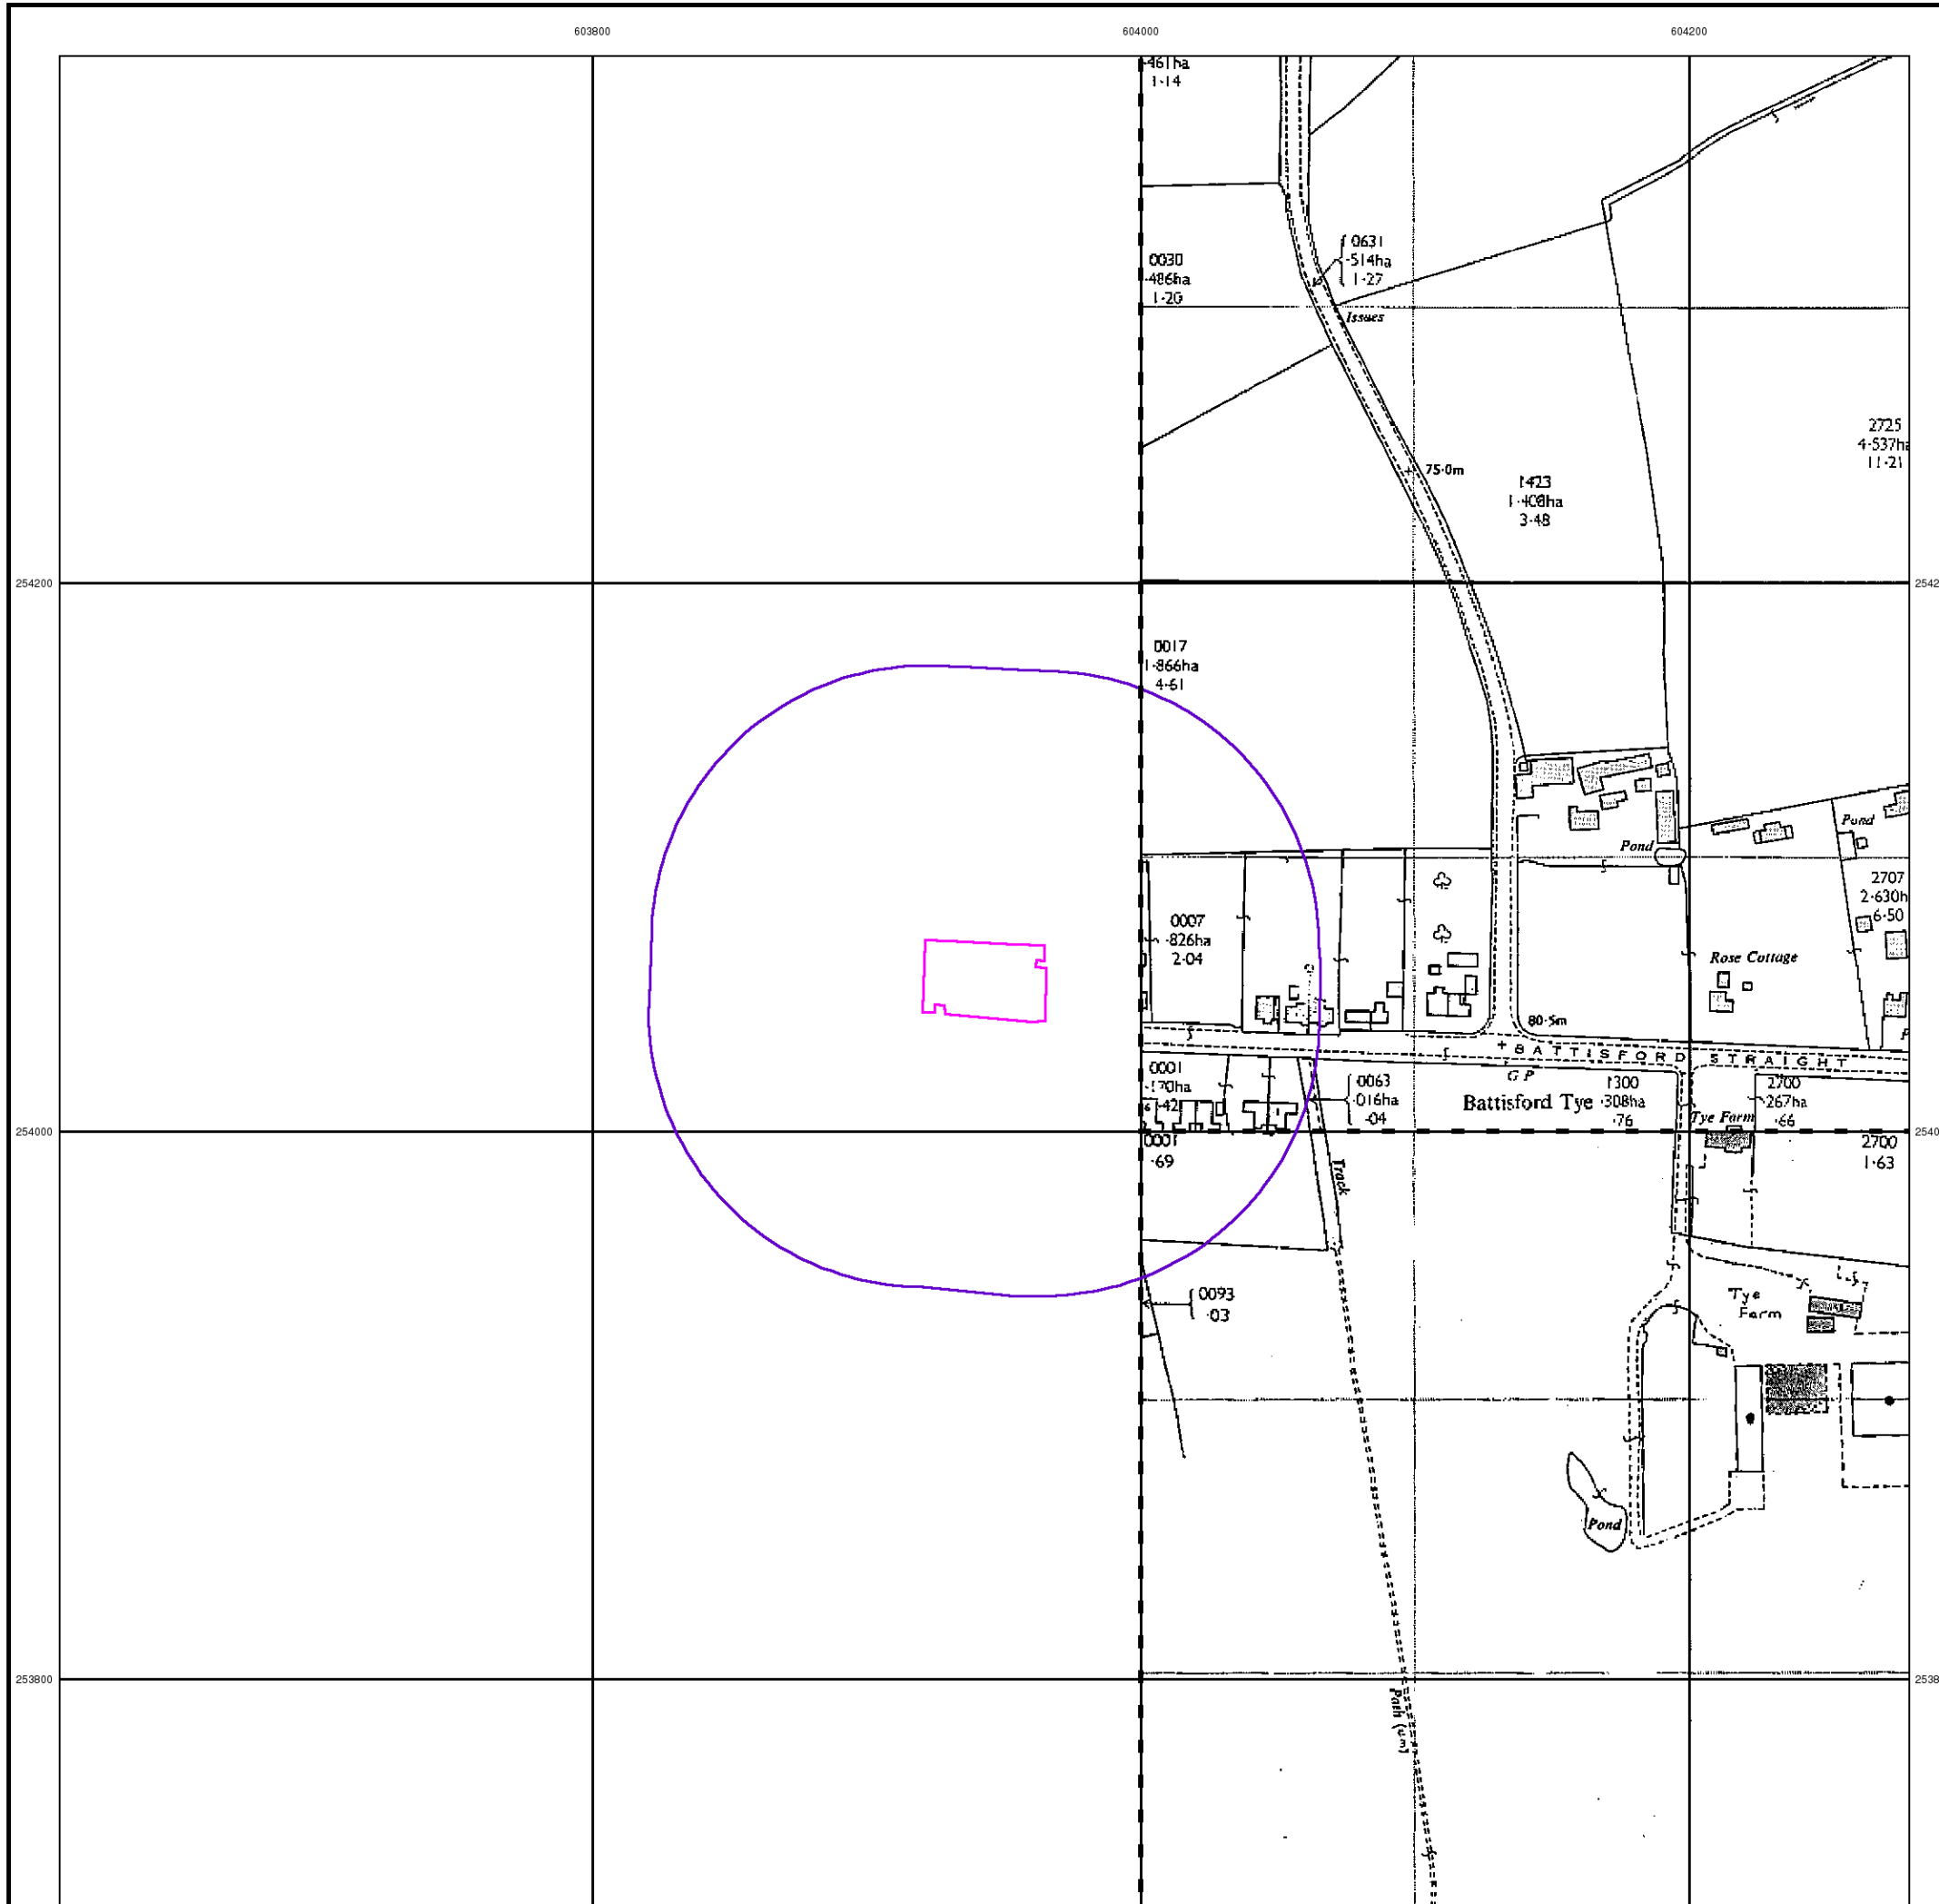 603800
604000
604200
·461ha
1·14
0631
·514ha
1·27
0030
·486ha
1·20
Issues
2725
4·537ha
11·21
75·0m
1423
1·408ha
3·48
254200
0017
1·866ha
4·61
Pond
Pond
2707
6·50
0007
·826ha
2·04
Rose Cottage
80·5m
BATTISFORD STRAIGHT
GP
0001
·170ha
·42
0063
·016ha
·04
Battisford Tye
1300
·308ha
·76
2700
·267ha
·66
Tye Farm
254000
0001
·69
2700
1·63
Track
0093
·03
Tye
Farm
Pond
253800
Path (um)